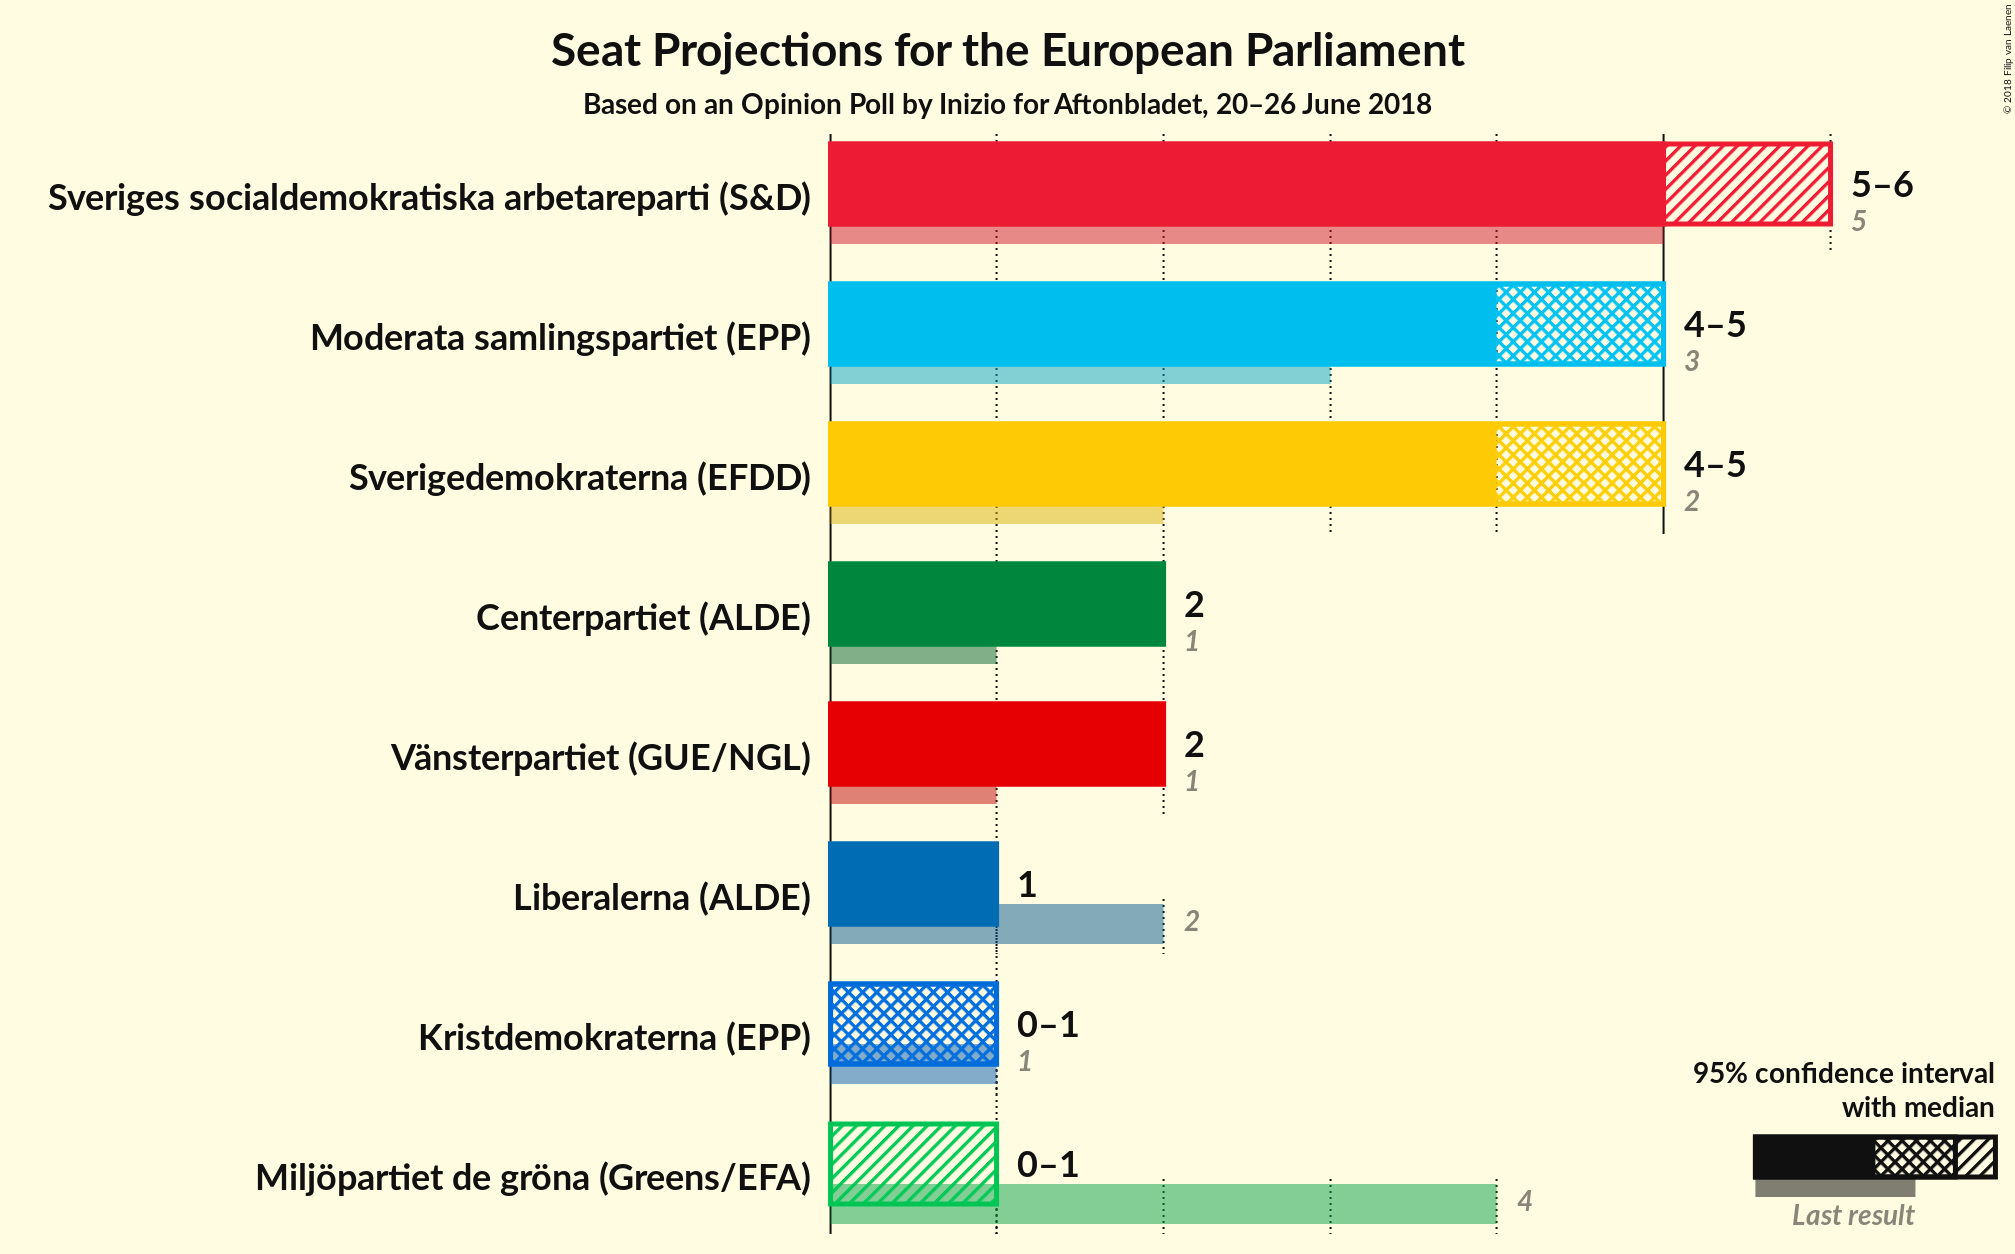 Seat Projections for the European Parliament
Based on an Opinion Poll by Inizio for Aftonbladet, 20–26 June 2018
© 2018 Filip van Laenen
Sveriges socialdemokratiska arbetareparti (S&D)
5–6
5
Moderata samlingspartiet (EPP)
4–5
3
Sverigedemokraterna (EFDD)
4–5
2
Centerpartiet (ALDE)
2
1
Vänsterpartiet (GUE/NGL)
2
1
Liberalerna (ALDE)
1
2
Kristdemokraterna (EPP)
0–1
1
Miljöpartiet de gröna (Greens/EFA)
0–1
4
95% confidence interval
with median
Last result